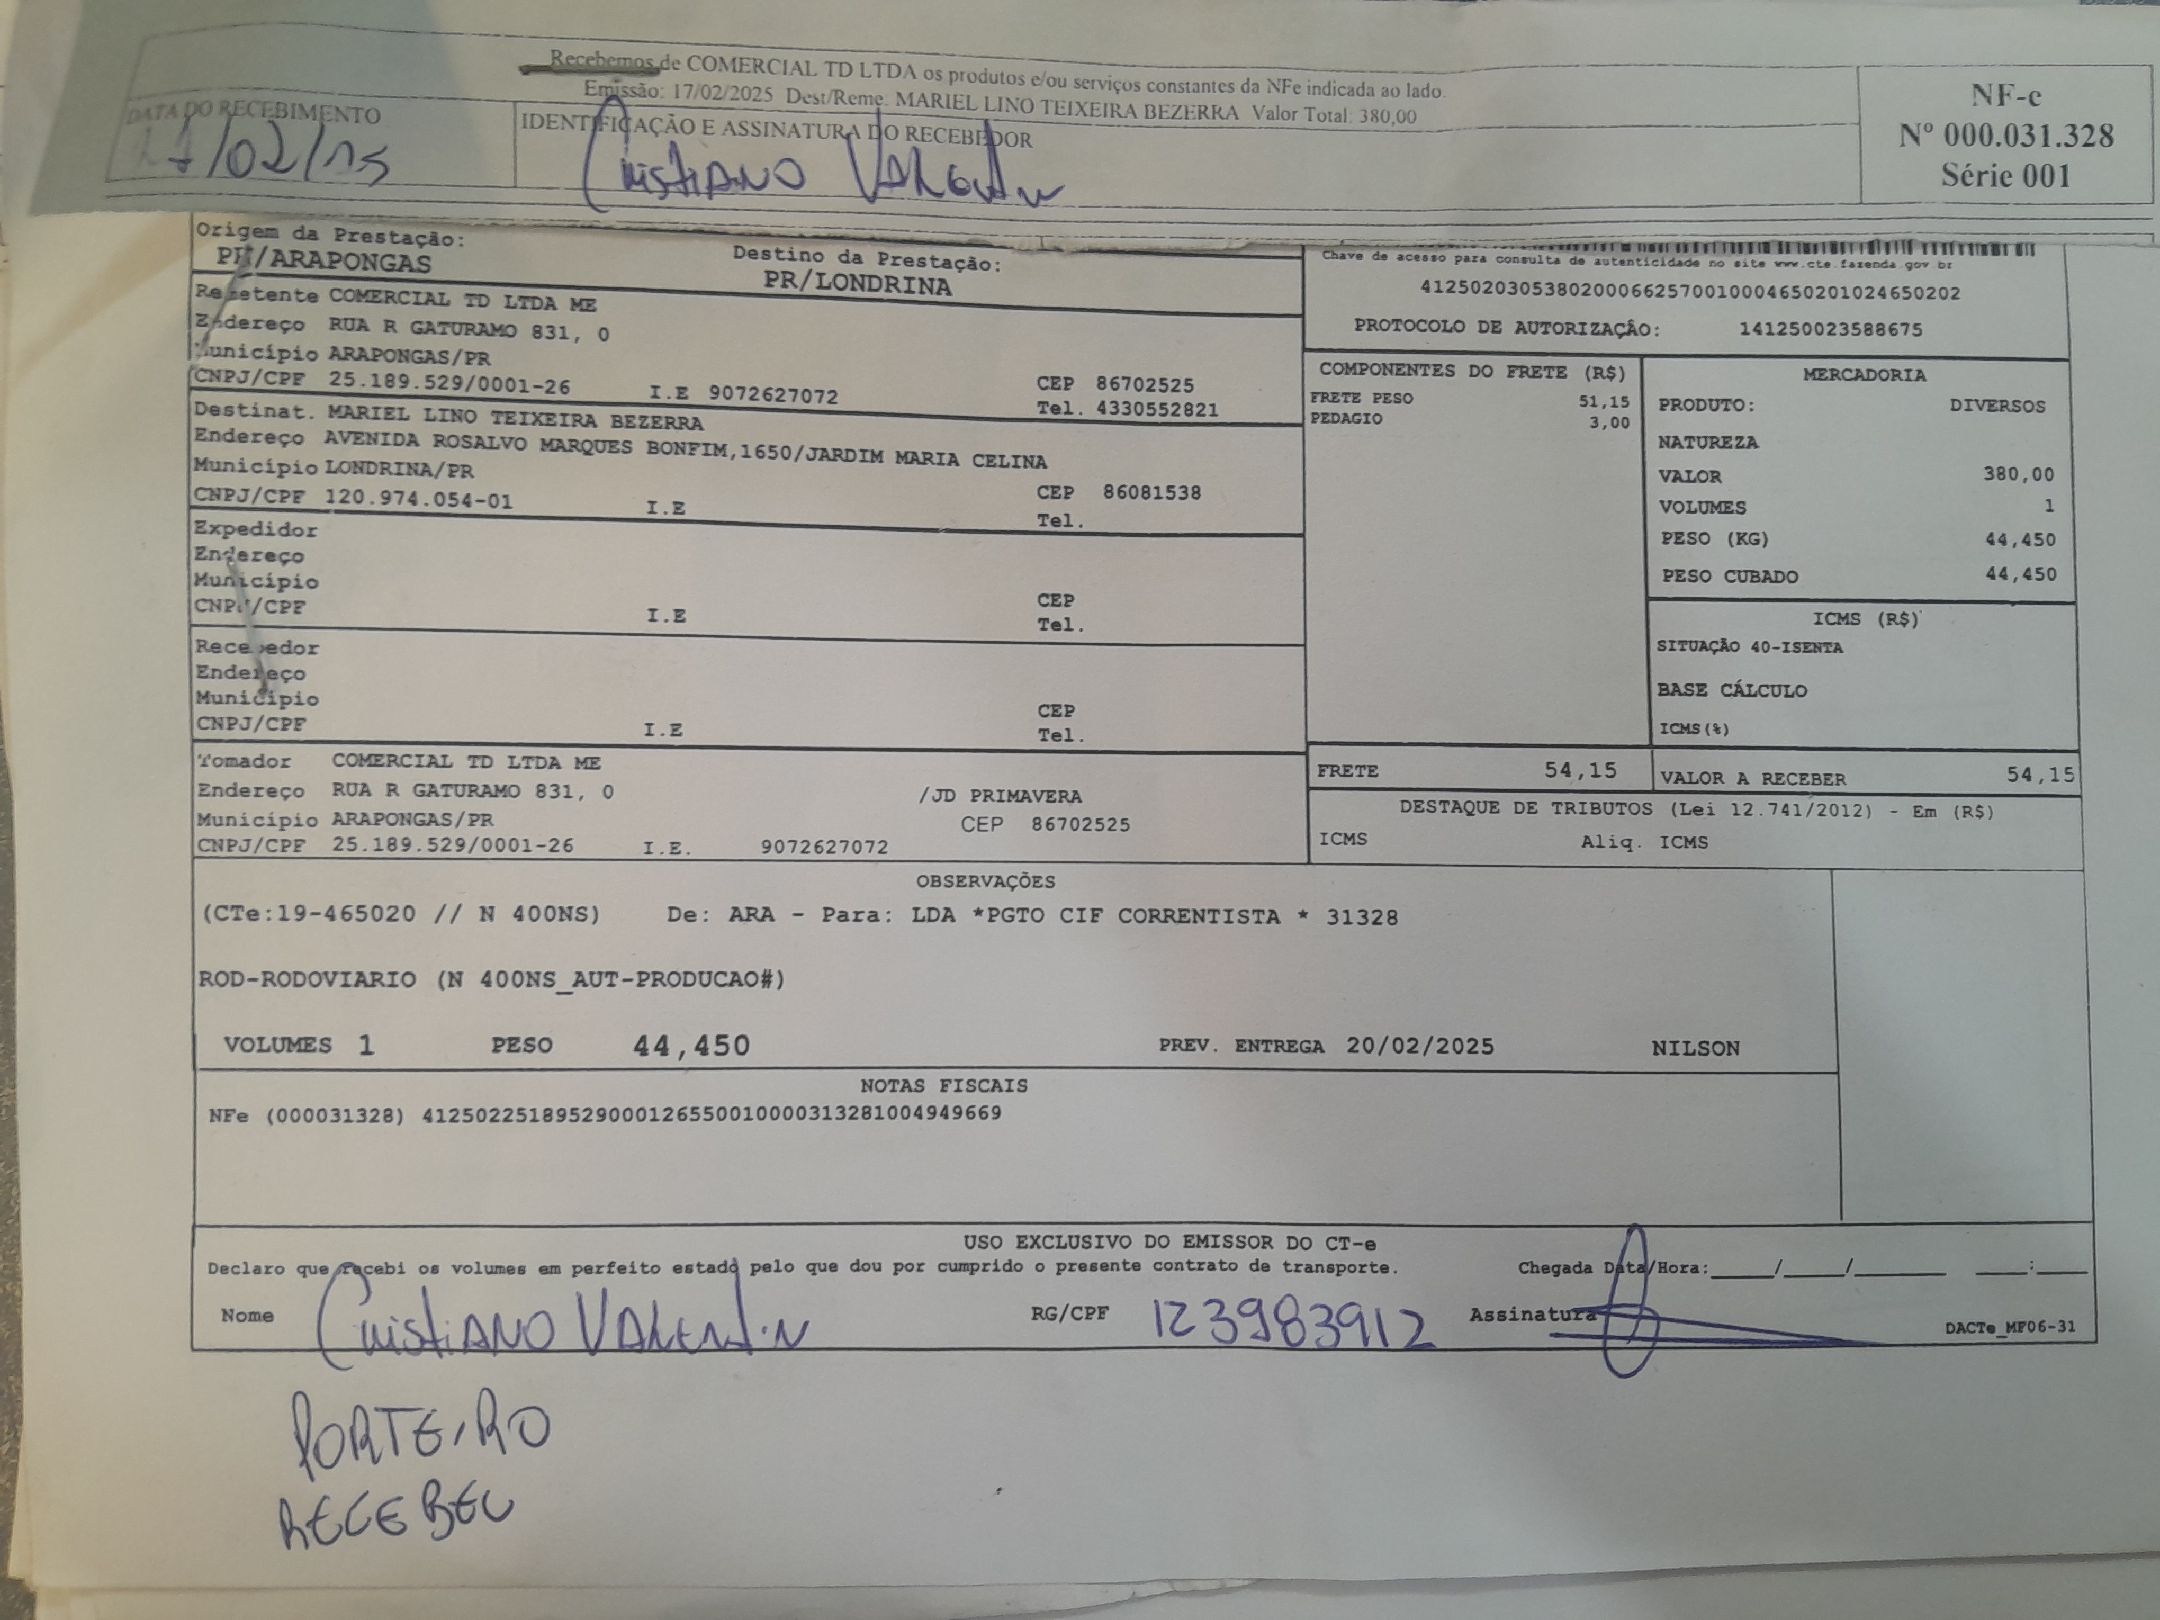 Recebemos de COMERCIAL TD LTDA os produtos e/ou serviços constantes da NFe indicada ao lado.
Emissão: 17/02/2025 Dest/Reme: MARIEL LINO TEIXEIRA BEZERRA Valor Total: 380,00
DATA DO RECEBIMENTO
/02/
IDENTIFICAÇÃO E ASSINATURA DO RECEBEDOR
CRISTIANO VALENTIN
NF-e
Nº 000.031.328
Série 001
Origem da Prestação:
PR/ARAPONGAS
Destino da Prestação:
PR/LONDRINA
Chave de acesso para consulta de autenticidade no site www.cte.fazenda.gov.br
41250203053802000662570010004650201024650202
PROTOCOLO DE AUTORIZAÇÃO: 141250023588675
Remetente COMERCIAL TD LTDA ME
Endereço RUA R GATURAMO 831, 0
Município ARAPONGAS/PR
CNPJ/CPF 25.189.529/0001-26 I.E 9072627072
CEP 86702525
Tel. 4330552821
Destinat. MARIEL LINO TEIXEIRA BEZERRA
Endereço AVENIDA ROSALVO MARQUES BONFIM,1650/JARDIM MARIA CELINA
Município LONDRINA/PR
CNPJ/CPF 120.974.054-01 I.E
CEP 86081538
Tel.
Expedidor
Endereço
Município
CNPJ/CPF I.E
CEP
Tel.
Recebedor
Endereço
Município
CNPJ/CPF I.E
CEP
Tel.
Tomador COMERCIAL TD LTDA ME
Endereço RUA R GATURAMO 831, 0 /JD PRIMAVERA
Município ARAPONGAS/PR CEP 86702525
CNPJ/CPF 25.189.529/0001-26 I.E. 9072627072
COMPONENTES DO FRETE (R$)
FRETE PESO 51,15
PEDAGIO 3,00
MERCADORIA
PRODUTO: DIVERSOS
NATUREZA
VALOR 380,00
VOLUMES 1
PESO (KG) 44,450
PESO CUBADO 44,450
ICMS (R$)
SITUAÇÃO 40-ISENTA
BASE CÁLCULO
ICMS(%)
FRETE 54,15
VALOR A RECEBER 54,15
DESTAQUE DE TRIBUTOS (Lei 12.741/2012) - Em (R$)
ICMS Aliq. ICMS
OBSERVAÇÕES
(CTe:19-465020 // N 400NS) De: ARA - Para: LDA *PGTO CIF CORRENTISTA * 31328
ROD-RODOVIARIO (N 400NS_AUT-PRODUCAO#)
VOLUMES 1 PESO 44,450 PREV. ENTREGA 20/02/2025 NILSON
NOTAS FISCAIS
NFe (000031328) 41250225189529000126550010000313281004949669
USO EXCLUSIVO DO EMISSOR DO CT-e
Declaro que recebi os volumes em perfeito estado pelo que dou por cumprido o presente contrato de transporte.
Chegada Data/Hora:____/____/______ ___:___
Nome CRISTIANO VALENTIN RG/CPF 123983912 Assinatura
DACTe_MF06-31
PORTEIRO
RECEBEU